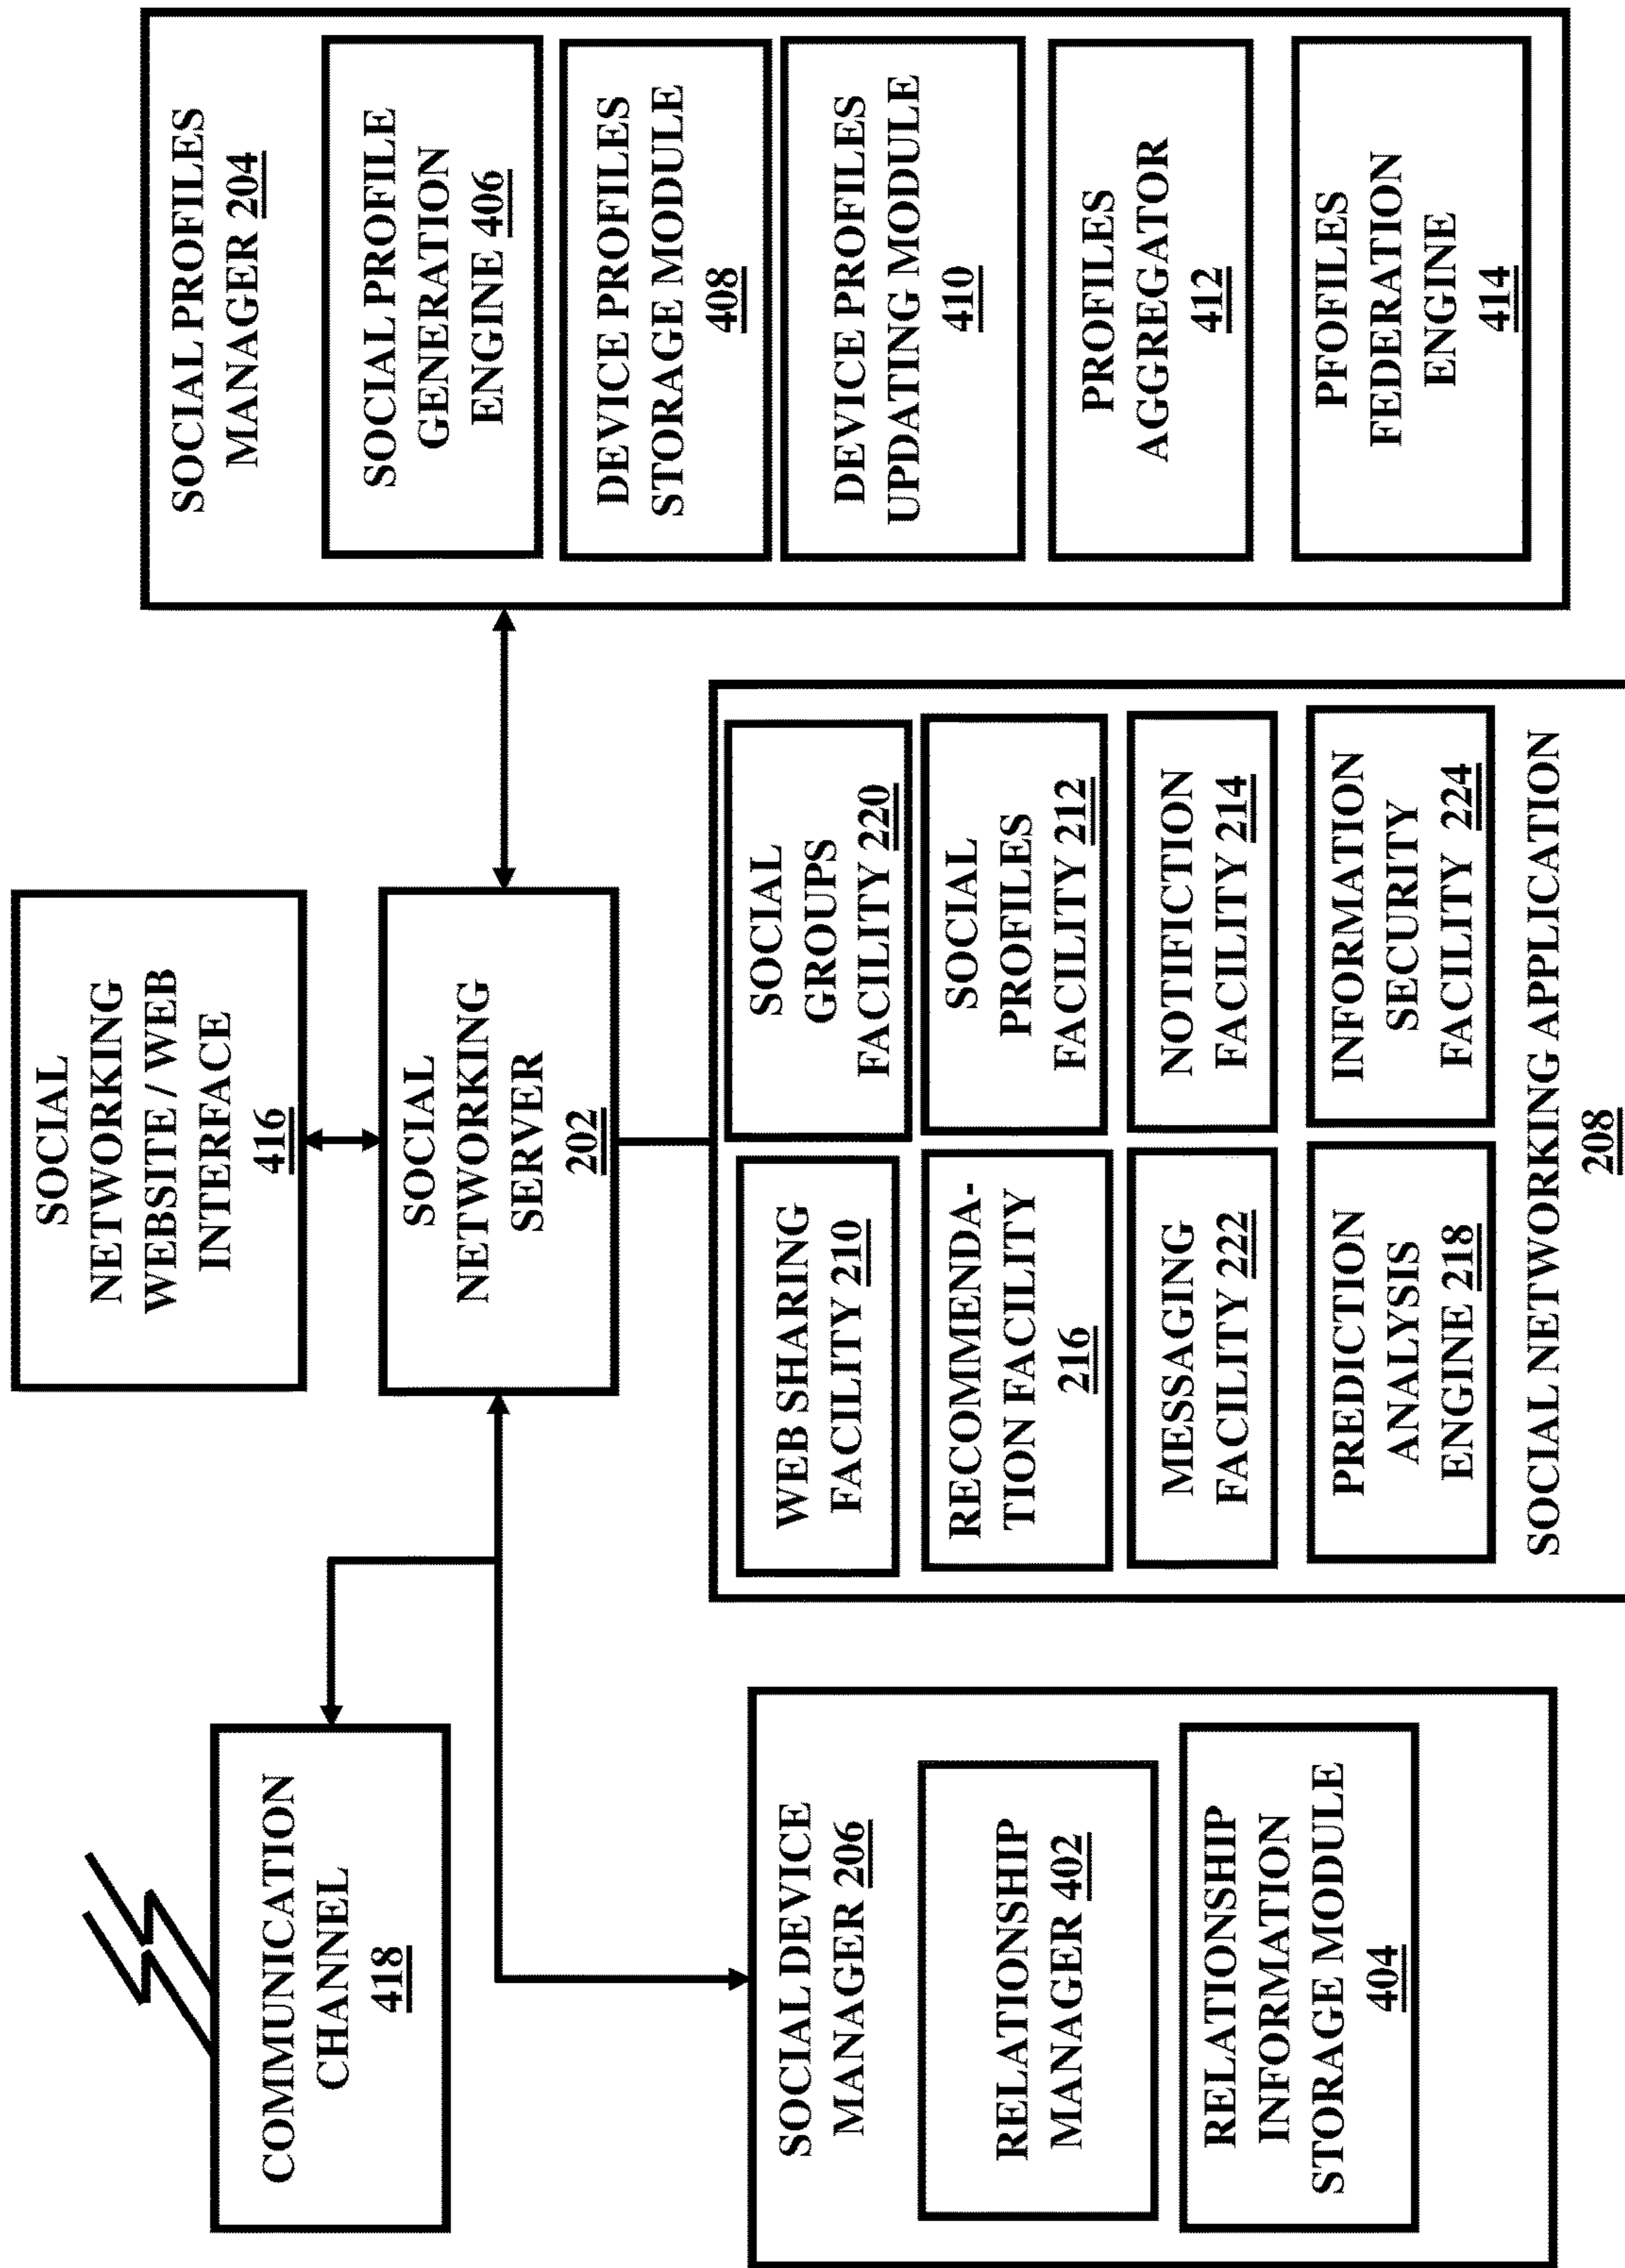 SOCIAL
NETWORKING
WEBSITE / WEB
INTERFACE
416
COMMUNICATION
CHANNEL
418
SOCIAL
NETWORKING
SERVER
202
SOCIAL PROFILES
MANAGER 204
SOCIAL PROFILE
GENERATION
ENGINE 406
DEVICE PROFILES
STORAGE MODULE
408
DEVICE PROFILES
UPDATING MODULE
410
PROFILES
AGGREGATOR
412
PFOFILES
FEDERATION
ENGINE
414
SOCIAL DEVICE
MANAGER 206
RELATIONSHIP
MANAGER 402
RELATIONSHIP
INFORMATION
STORAGE MODULE
404
WEB SHARING
FACILITY 210
SOCIAL
GROUPS
FACILITY 220
RECOMMENDA-
TION FACILITY
216
SOCIAL
PROFILES
FACILITY 212
MESSAGING
FACILITY 222
NOTIFICTION
FACILITY 214
PREDICTION
ANALYSIS
ENGINE 218
INFORMATION
SECURITY
FACILITY 224
SOCIAL NETWORKING APPLICATION
208